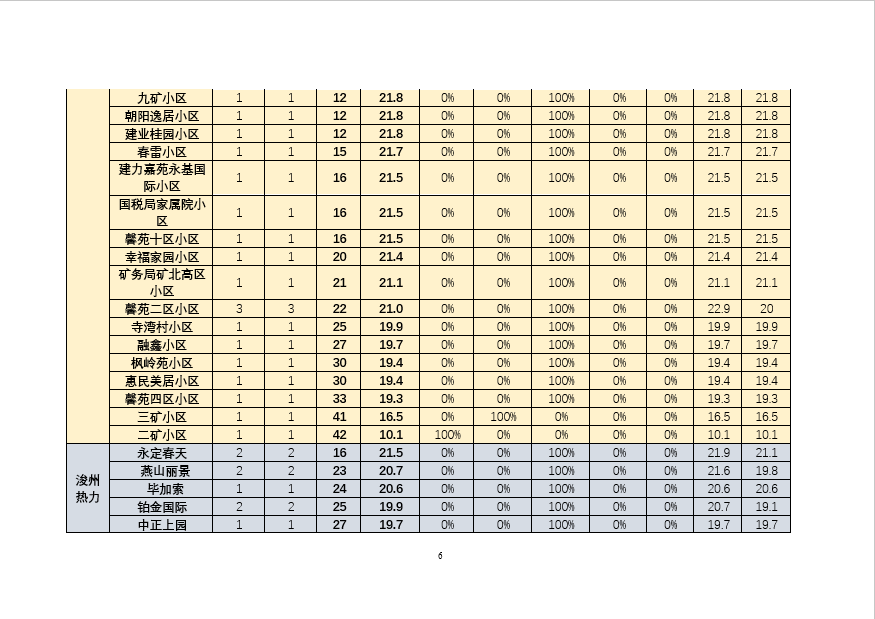 九矿小区 1 1 12 21.8 0% 0% 100% 0% 0% 21.8 21.8
朝阳逸居小区 1 1 12 21.8 0% 0% 100% 0% 0% 21.8 21.8
建业桂园小区 1 1 12 21.8 0% 0% 100% 0% 0% 21.8 21.8
春雷小区 1 1 15 21.7 0% 0% 100% 0% 0% 21.7 21.7
建力嘉苑永基国
际小区 1 1 16 21.5 0% 0% 100% 0% 0% 21.5 21.5
国税局家属院小
区 1 1 16 21.5 0% 0% 100% 0% 0% 21.5 21.5
馨苑十区小区 1 1 16 21.5 0% 0% 100% 0% 0% 21.5 21.5
幸福家园小区 1 1 20 21.4 0% 0% 100% 0% 0% 21.4 21.4
矿务局矿北高区
小区 1 1 21 21.1 0% 0% 100% 0% 0% 21.1 21.1
馨苑二区小区 3 3 22 21.0 0% 0% 100% 0% 0% 22.9 20
寺湾村小区 1 1 25 19.9 0% 0% 100% 0% 0% 19.9 19.9
融鑫小区 1 1 27 19.7 0% 0% 100% 0% 0% 19.7 19.7
枫岭苑小区 1 1 30 19.4 0% 0% 100% 0% 0% 19.4 19.4
惠民美居小区 1 1 30 19.4 0% 0% 100% 0% 0% 19.4 19.4
馨苑四区小区 1 1 33 19.3 0% 0% 100% 0% 0% 19.3 19.3
三矿小区 1 1 41 16.5 0% 100% 0% 0% 0% 16.5 16.5
二矿小区 1 1 42 10.1 100% 0% 0% 0% 0% 10.1 10.1
浚州
热力
永定春天 2 2 16 21.5 0% 0% 100% 0% 0% 21.9 21.1
燕山丽景 2 2 23 20.7 0% 0% 100% 0% 0% 21.6 19.8
毕加索 1 1 24 20.6 0% 0% 100% 0% 0% 20.6 20.6
铂金国际 2 2 25 19.9 0% 0% 100% 0% 0% 20.7 19.1
中正上园 1 1 27 19.7 0% 0% 100% 0% 0% 19.7 19.7
6